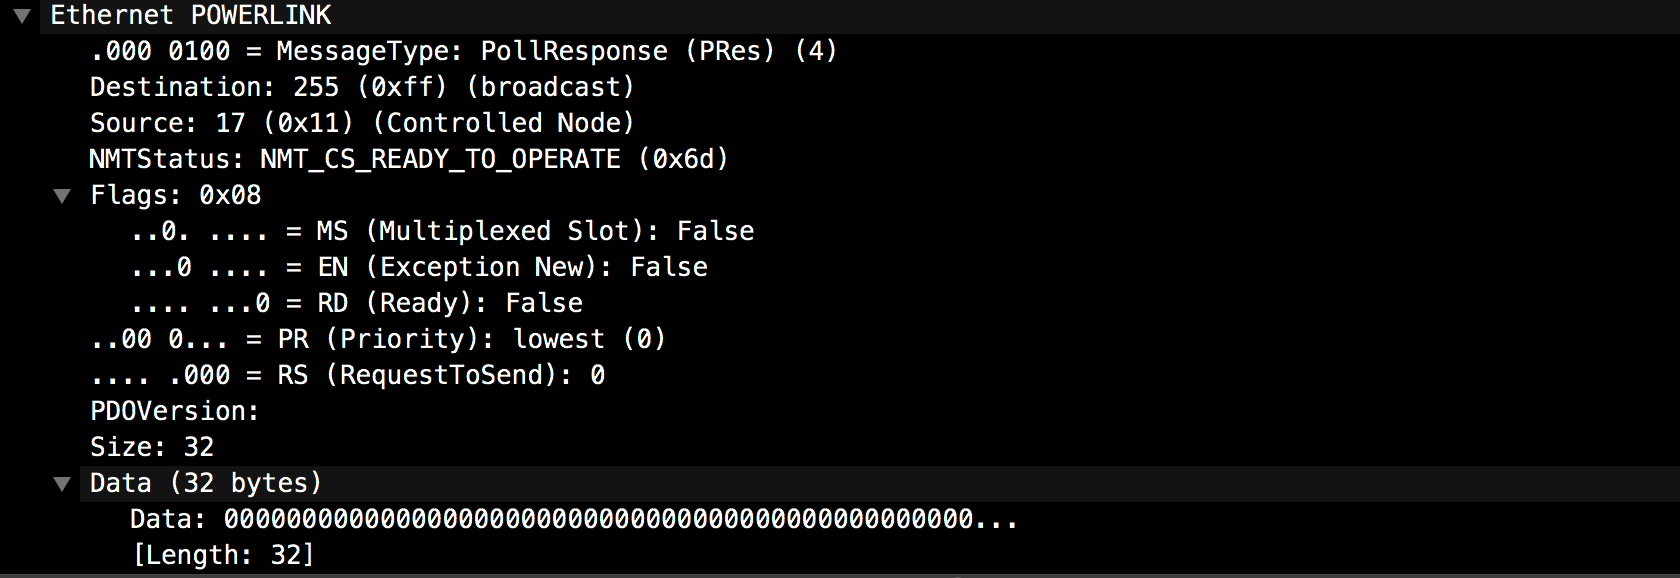 Ethernet POWERLINK
.000 0100 = MessageType: PollResponse (PRes) (4)
Destination: 255 (0xff) (broadcast)
Source: 17 (0x11) (Controlled Node)
NMTStatus: NMT_CS_READY_TO_OPERATE (0x6d)
Flags: 0x08
..0. .... = MS (Multiplexed Slot): False
...0 .... = EN (Exception New): False
.... ...0 = RD (Ready): False
..00 0... = PR (Priority): lowest (0)
.... .000 = RS (RequestToSend): 0
PDOVersion:
Size: 32
Data (32 bytes)
Data: 000000000000000000000000000000000000000000000000...
[Length: 32]